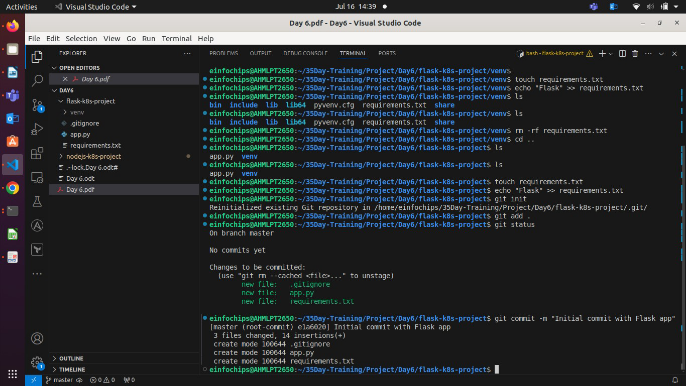 Activities
Visual Studio Code
Jul 16 14:39
Day 6.pdf - Day6 - Visual Studio Code
File Edit Selection View Go Run Terminal Help
EXPLORER
OPEN EDITORS
Day 6.pdf
DAY6
flask-k8s-project
venv
.gitignore
app.py
requirements.txt
nodejs-k8s-project
.~lock.Day 6.odt#
Day 6.odt
Day 6.pdf
OUTLINE
TIMELINE
PROBLEMS OUTPUT DEBUG CONSOLE TERMINAL PORTS
bash - flask-k8s-project
einfochips@AHMLPT2650:~/35Day-Training/Project/Day6/flask-k8s-project/venv$
einfochips@AHMLPT2650:~/35Day-Training/Project/Day6/flask-k8s-project/venv$ touch requirements.txt
einfochips@AHMLPT2650:~/35Day-Training/Project/Day6/flask-k8s-project/venv$ echo "Flask" >> requirements.txt
einfochips@AHMLPT2650:~/35Day-Training/Project/Day6/flask-k8s-project/venv$ ls
bin include lib lib64 pyvenv.cfg requirements.txt share
einfochips@AHMLPT2650:~/35Day-Training/Project/Day6/flask-k8s-project/venv$ ls
bin include lib lib64 pyvenv.cfg requirements.txt share
einfochips@AHMLPT2650:~/35Day-Training/Project/Day6/flask-k8s-project/venv$ rm -rf requirements.txt
einfochips@AHMLPT2650:~/35Day-Training/Project/Day6/flask-k8s-project/venv$ cd ..
einfochips@AHMLPT2650:~/35Day-Training/Project/Day6/flask-k8s-project$ ls
app.py venv
einfochips@AHMLPT2650:~/35Day-Training/Project/Day6/flask-k8s-project$ ls
app.py venv
einfochips@AHMLPT2650:~/35Day-Training/Project/Day6/flask-k8s-project$ touch requirements.txt
einfochips@AHMLPT2650:~/35Day-Training/Project/Day6/flask-k8s-project$ echo "Flask" >> requirements.txt
einfochips@AHMLPT2650:~/35Day-Training/Project/Day6/flask-k8s-project$ git init
Reinitialized existing Git repository in /home/einfochips/35Day-Training/Project/Day6/flask-k8s-project/.git/
einfochips@AHMLPT2650:~/35Day-Training/Project/Day6/flask-k8s-project$ git add .
einfochips@AHMLPT2650:~/35Day-Training/Project/Day6/flask-k8s-project$ git status
On branch master
No commits yet
Changes to be committed:
(use "git rm --cached <file>..." to unstage)
new file: .gitignore
new file: app.py
new file: requirements.txt
einfochips@AHMLPT2650:~/35Day-Training/Project/Day6/flask-k8s-project$ git commit -m "Initial commit with Flask app"
[master (root-commit) e1a6020] Initial commit with Flask app
3 files changed, 14 insertions(+)
create mode 100644 .gitignore
create mode 100644 app.py
create mode 100644 requirements.txt
einfochips@AHMLPT2650:~/35Day-Training/Project/Day6/flask-k8s-project$
master 0 0 0